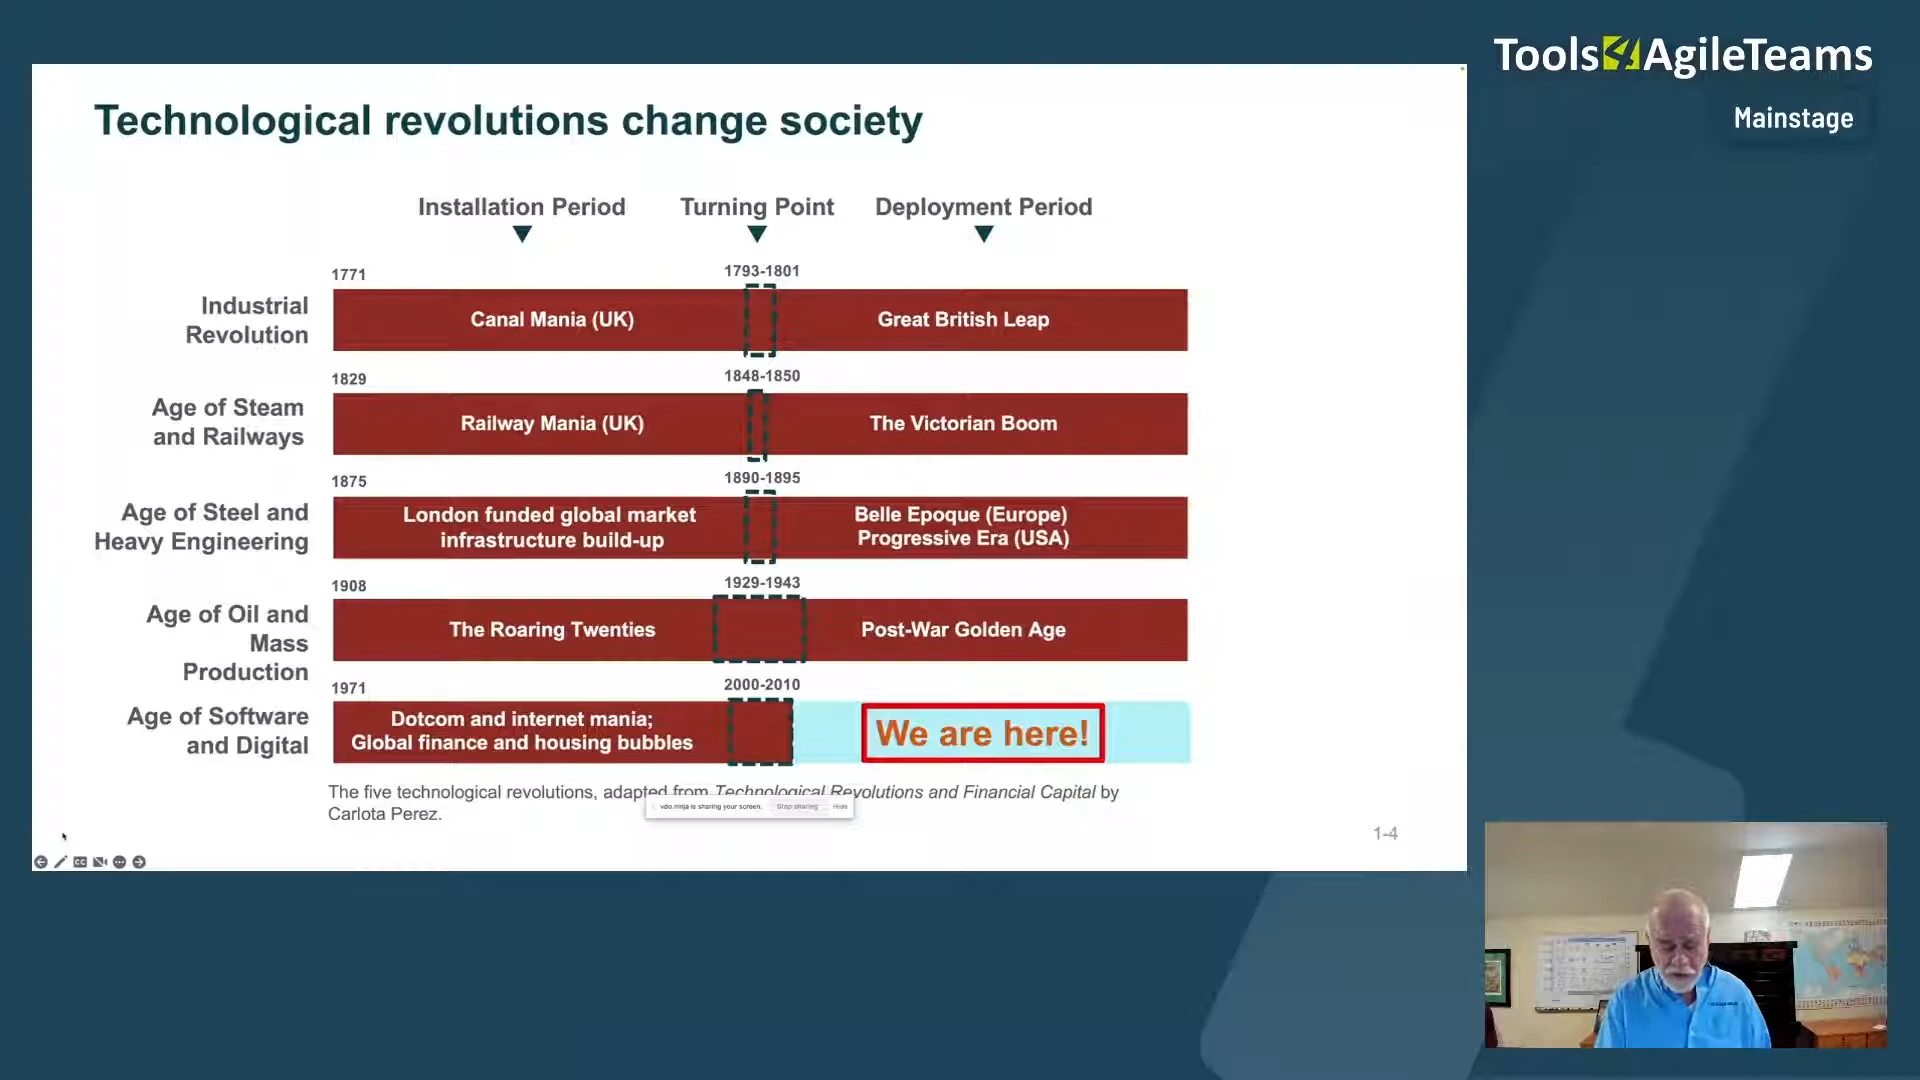 Tools4AgileTeams
Mainstage
Technological revolutions change society
Installation Period
Turning Point
Deployment Period
1771
1793-1801
Industrial
Revolution
Canal Mania (UK)
Great British Leap
1829
1848-1850
Age of Steam
and Railways
Railway Mania (UK)
The Victorian Boom
1875
1890-1895
Age of Steel and
Heavy Engineering
London funded global market
infrastructure build-up
Belle Epoque (Europe)
Progressive Era (USA)
1908
1929-1943
Age of Oil and
Mass
Production
The Roaring Twenties
Post-War Golden Age
1971
2000-2010
Age of Software
and Digital
Dotcom and internet mania;
Global finance and housing bubbles
We are here!
The five technological revolutions, adapted from Technological Revolutions and Financial Capital by
Carlota Perez.
vdo.ninja is sharing your screen.
Stop sharing
Hide
1-4
CC